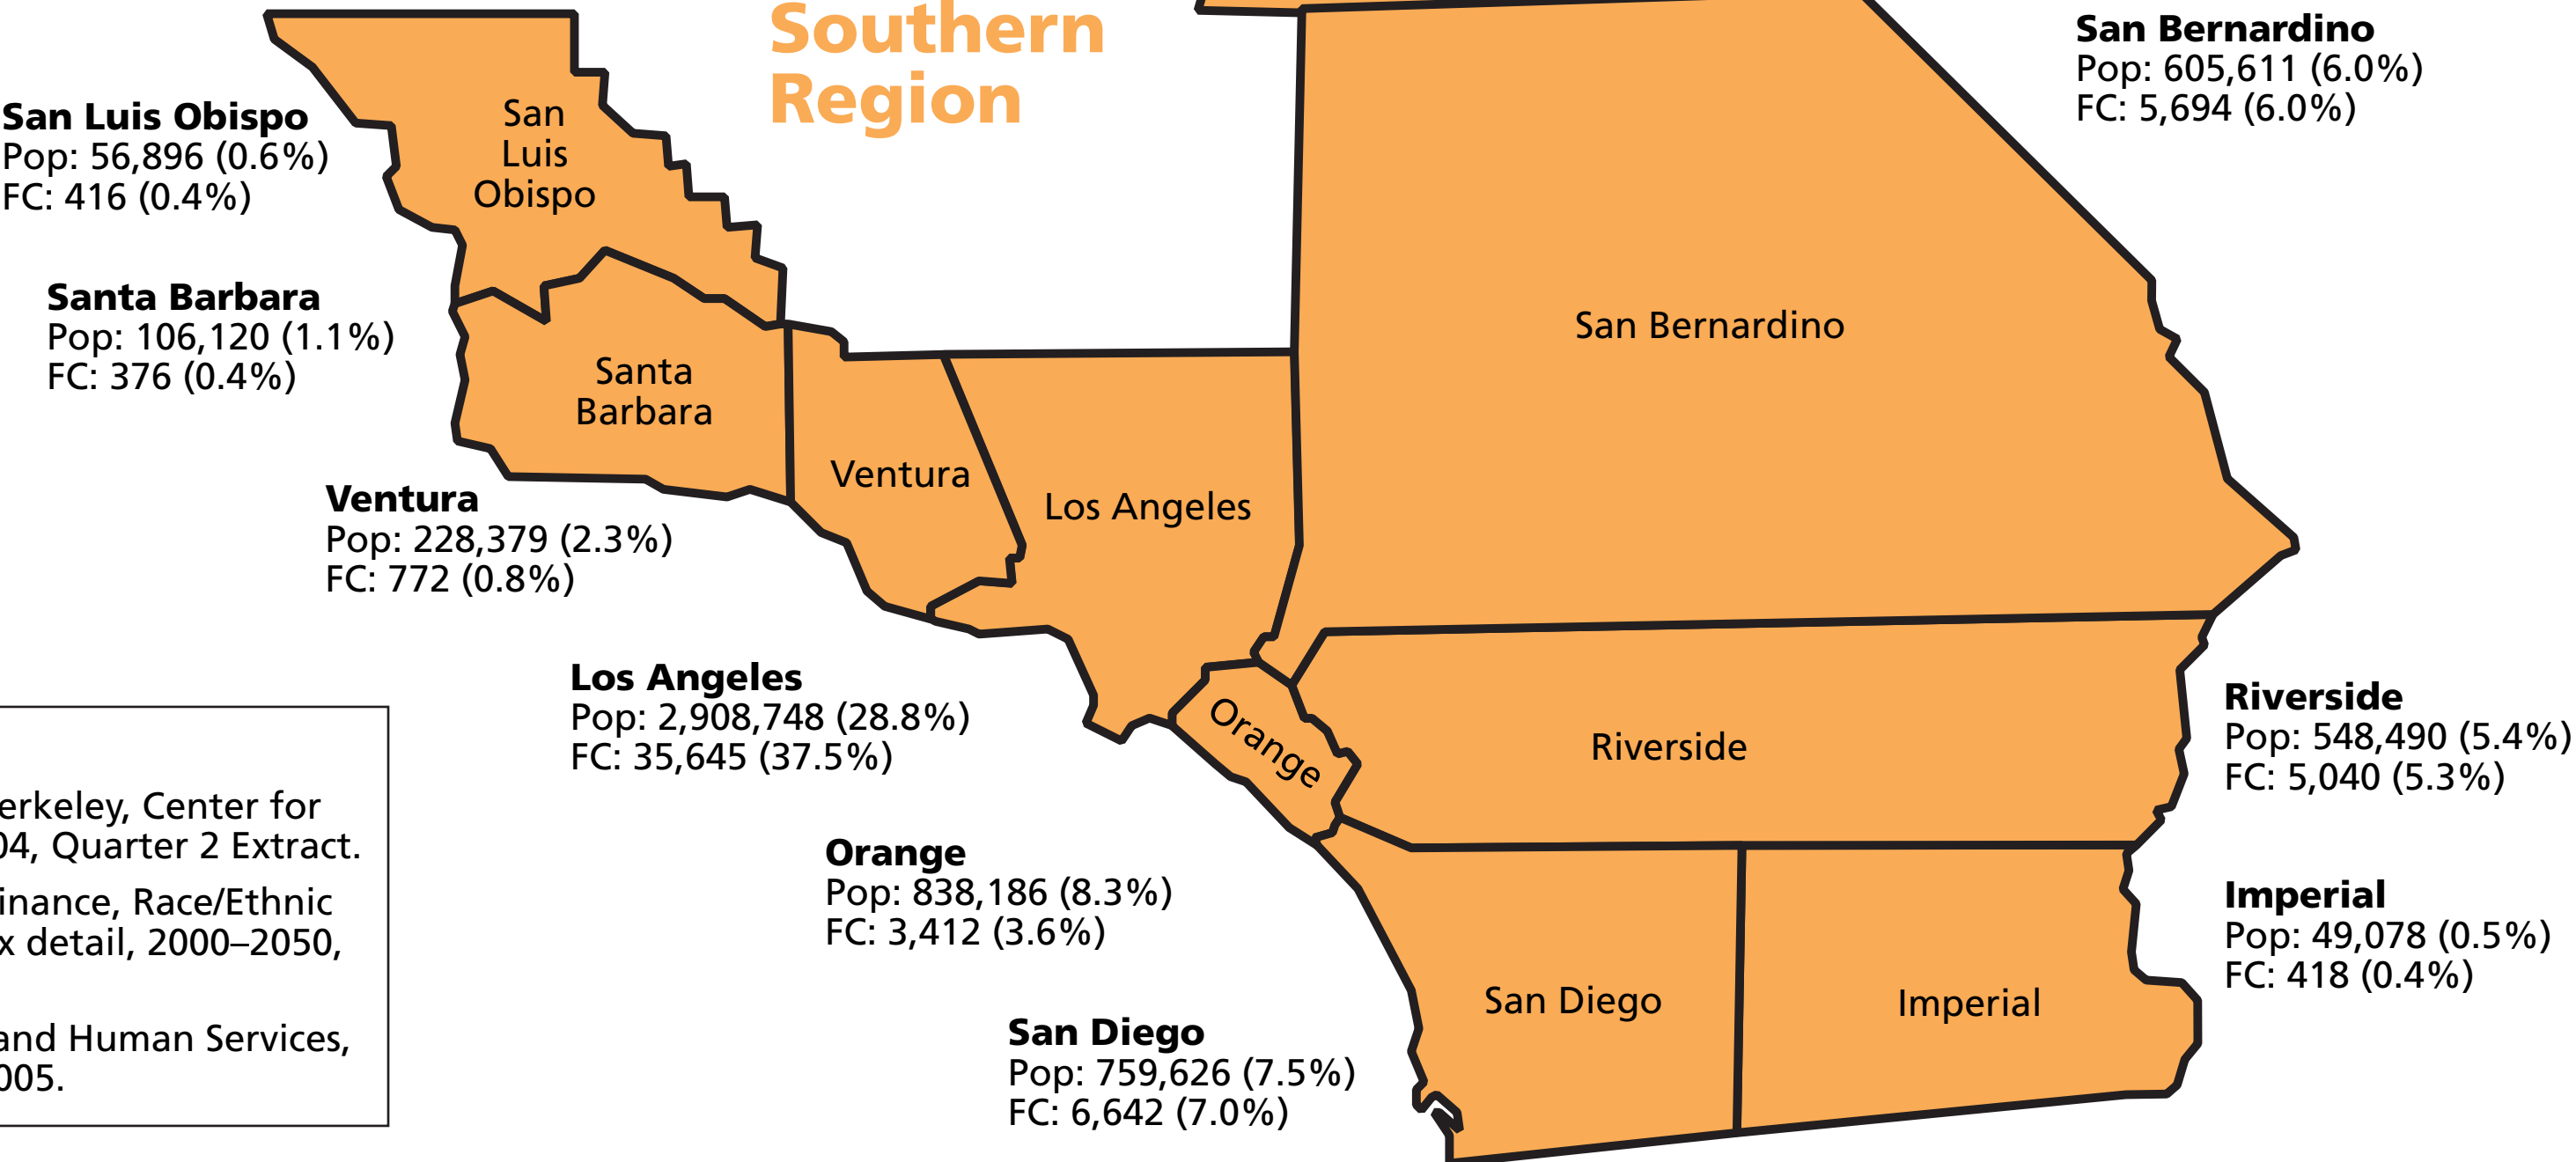 Southern
Region
San Bernardino
Pop: 605,611 (6.0%)
FC: 5,694 (6.0%)
San Luis Obispo
Pop: 56,896 (0.6%)
FC: 416 (0.4%)
San
Luis
Obispo
Santa Barbara
Pop: 106,120 (1.1%)
FC: 376 (0.4%)
San Bernardino
Santa
Barbara
Ventura
Pop: 228,379 (2.3%)
FC: 772 (0.8%)
Ventura
Los Angeles
Los Angeles
Pop: 2,908,748 (28.8%)
FC: 35,645 (37.5%)
Orange
Riverside
Riverside
Pop: 548,490 (5.4%)
FC: 5,040 (5.3%)
Orange
Pop: 838,186 (8.3%)
FC: 3,412 (3.6%)
Imperial
Pop: 49,078 (0.5%)
FC: 418 (0.4%)
San Diego
Imperial
San Diego
Pop: 759,626 (7.5%)
FC: 6,642 (7.0%)
erkeley, Center for
04, Quarter 2 Extract.
inance, Race/Ethnic
x detail, 2000–2050,
and Human Services,
005.